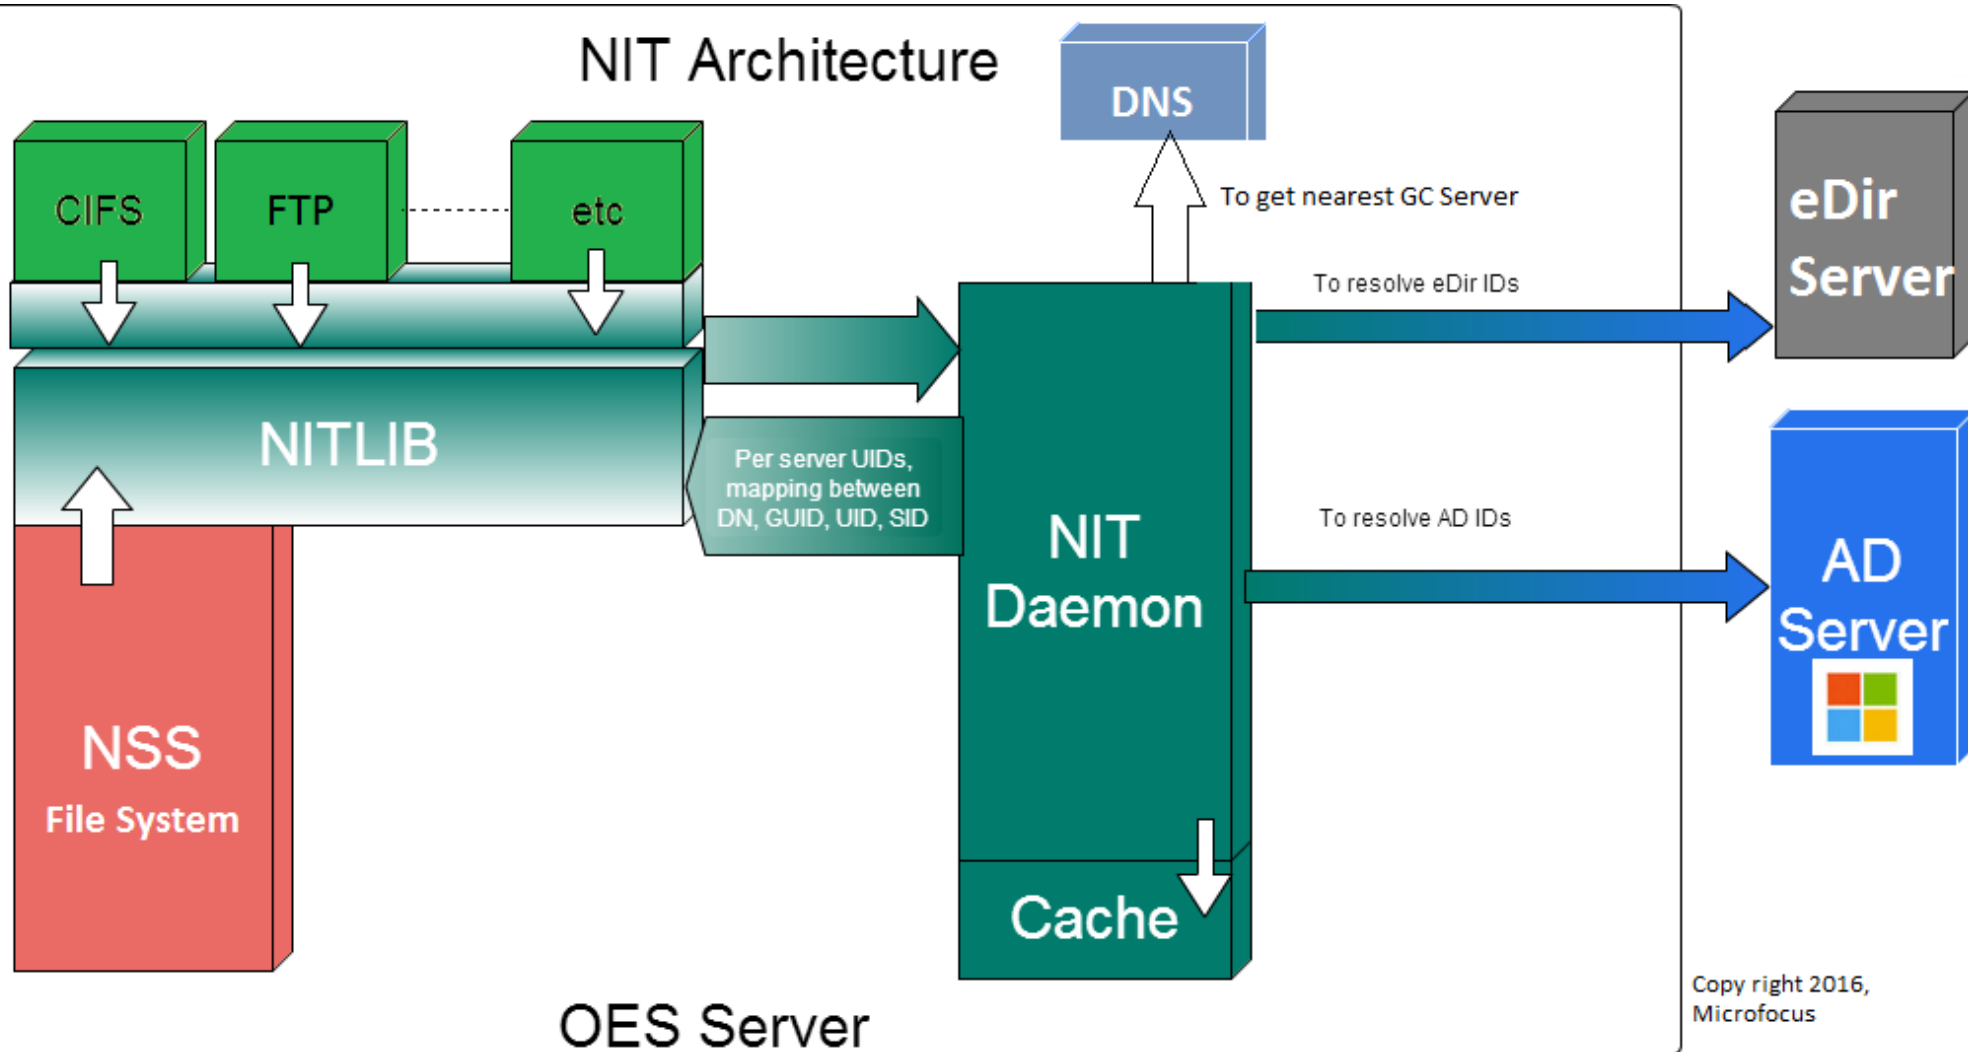 NIT Architecture
DNS
To get nearest GC Server
CIFS
FTP
etc
eDir
Server
To resolve eDir IDs
NITLIB
Per server UIDs,
mapping between
DN, GUID, UID, SID
NIT
Daemon
To resolve AD IDs
AD
Server
NSS
File System
Cache
Copy right 2016,
Microfocus
OES Server